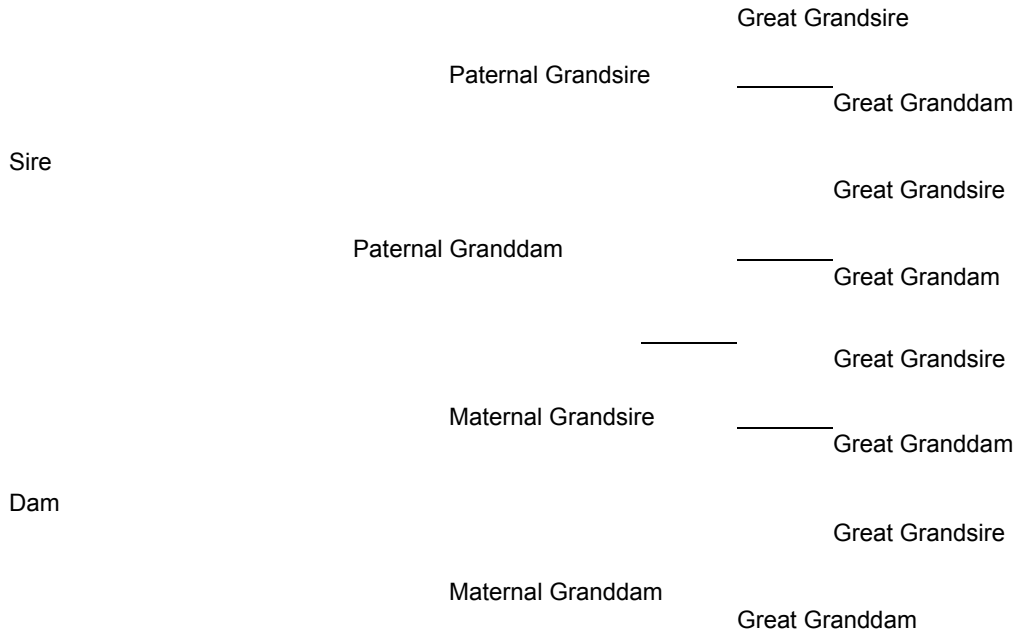 Great Grandsire
Paternal Grandsire
Great Granddam
Sire
Great Grandsire
Paternal Granddam
Great Grandam
Great Grandsire
Maternal Grandsire
Great Granddam
Dam
Great Grandsire
Maternal Granddam
Great Granddam